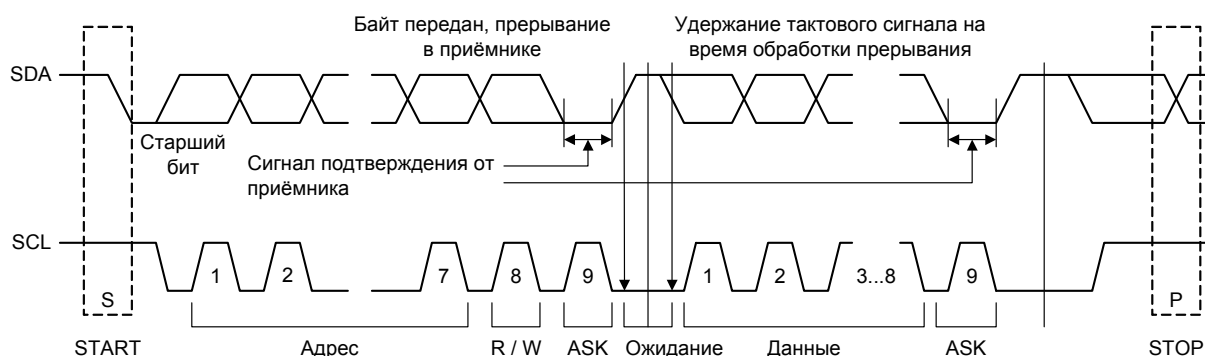 Байт передан, прерывание
в приёмнике
Удержание тактового сигнала на
время обработки прерывания
SDA
Старший
бит
Сигнал подтверждения от
приёмника
SCL
1 2 7 8 9 1 2 3...8 9
S P
START Адрес R / W ASK Ожидание Данные ASK STOP